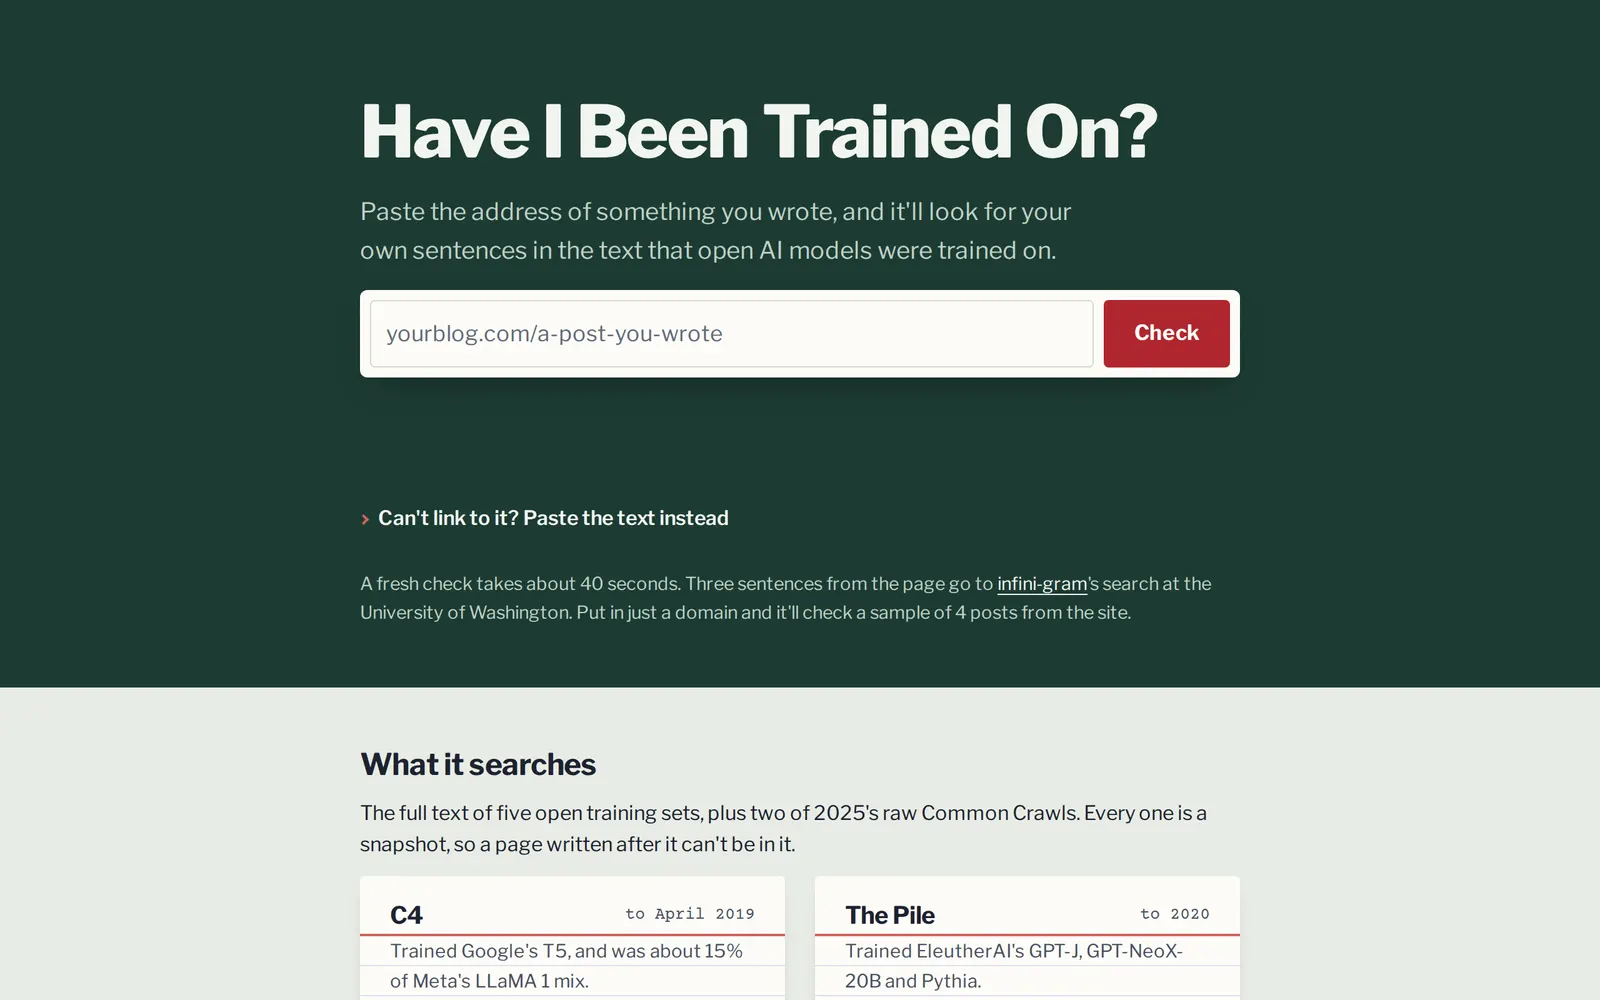 Have I Been Trained On?
Paste the address of something you wrote, and it'll look for your
own sentences in the text that open AI models were trained on.
yourblog.com/a-post-you-wrote
Check
› Can't link to it? Paste the text instead
A fresh check takes about 40 seconds. Three sentences from the page go to infini-gram's search at the
University of Washington. Put in just a domain and it'll check a sample of 4 posts from the site.
What it searches
The full text of five open training sets, plus two of 2025's raw Common Crawls. Every one is a
snapshot, so a page written after it can't be in it.
C4
to April 2019
Trained Google's T5, and was about 15%
of Meta's LLaMA 1 mix.
The Pile
to 2020
Trained EleutherAI's GPT-J, GPT-NeoX-
20B and Pythia.